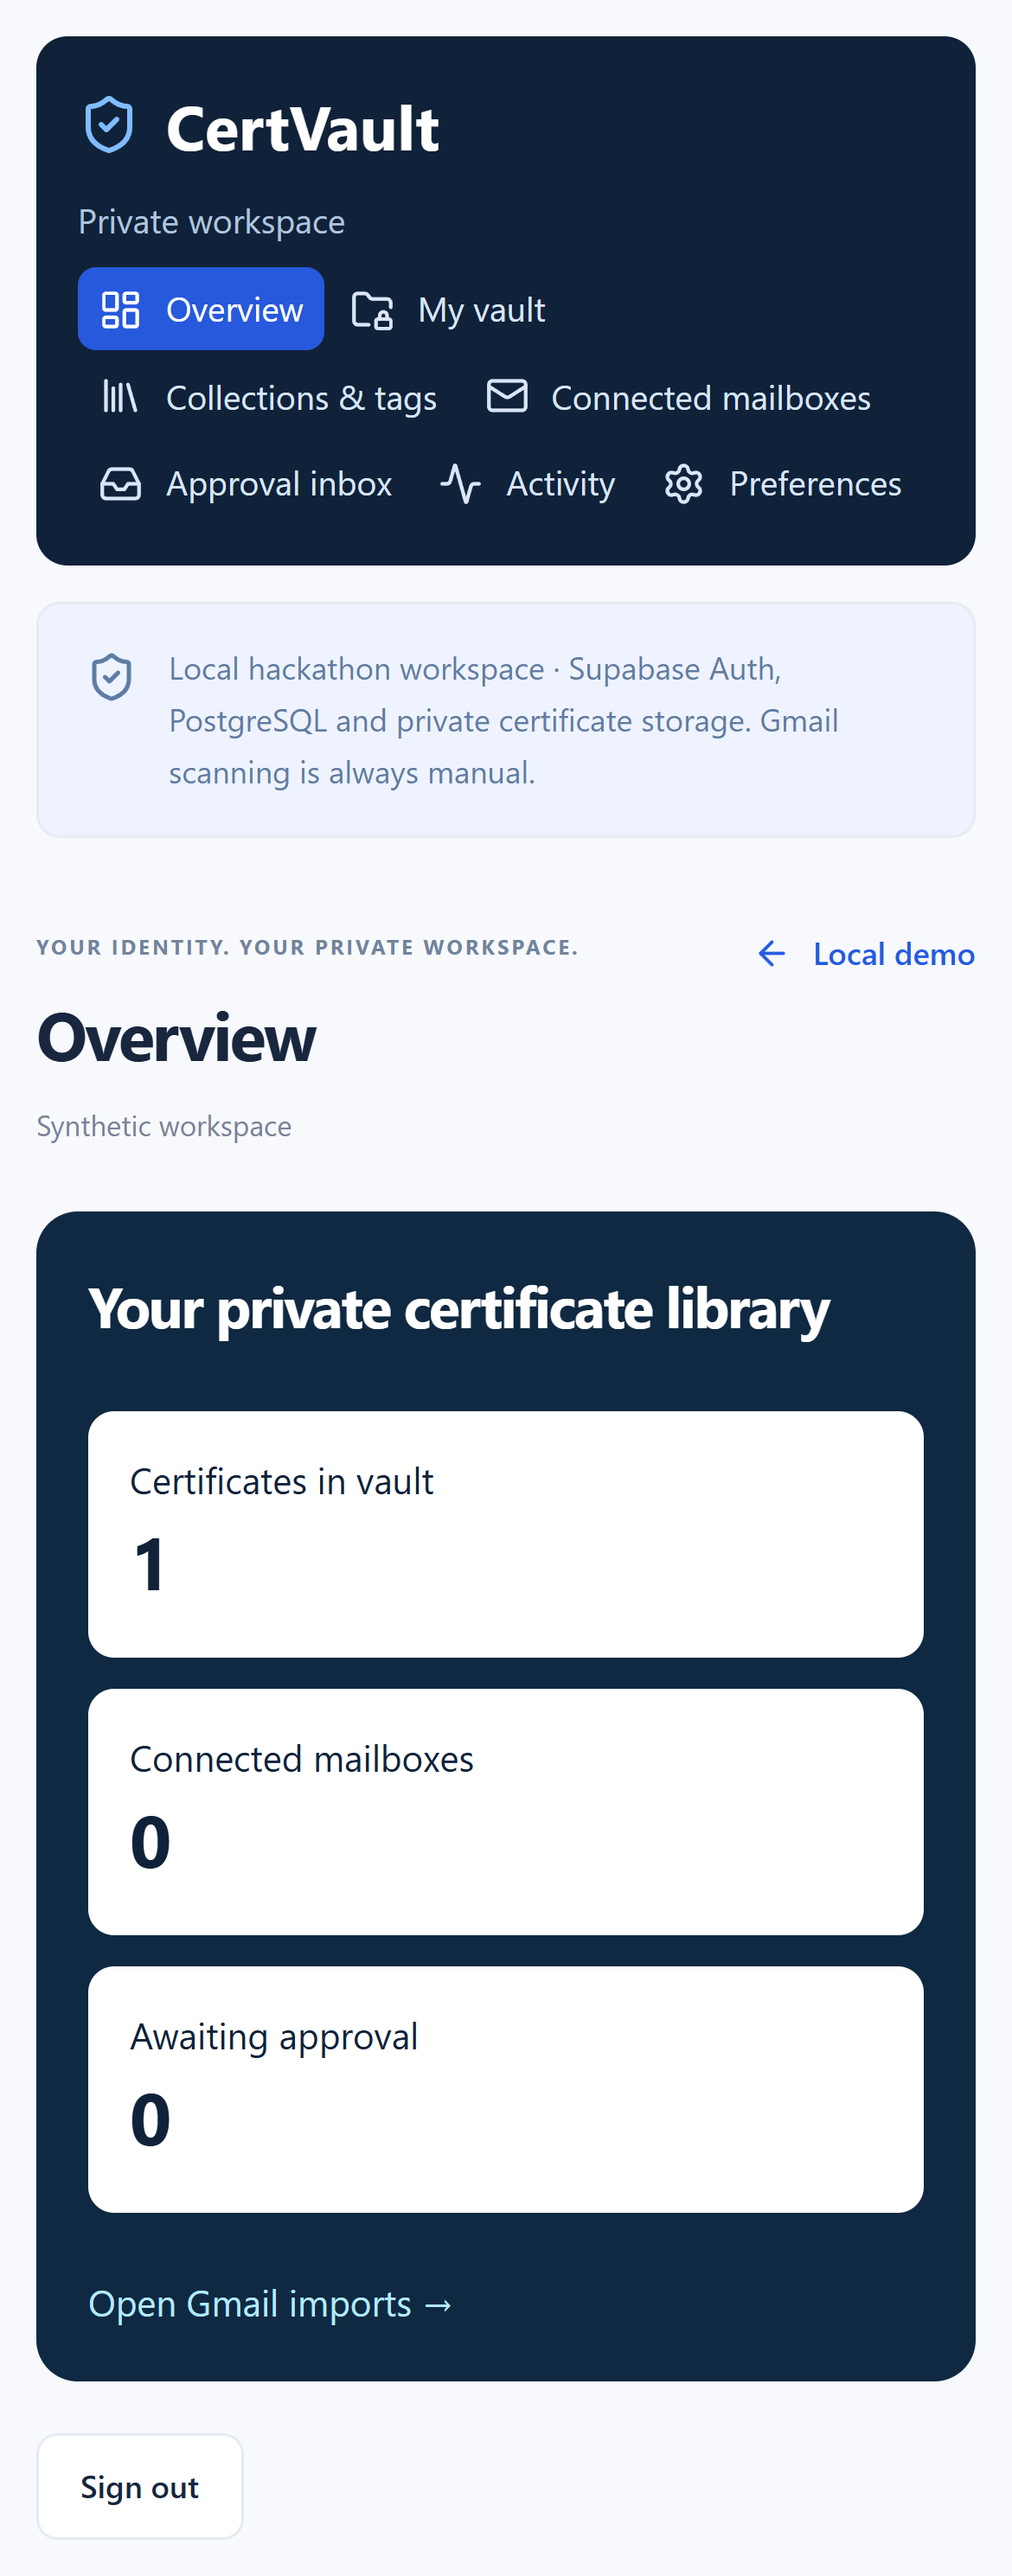 CertVault
Private workspace
Overview
My vault
Collections & tags
Connected mailboxes
Approval inbox
Activity
Preferences
Local hackathon workspace · Supabase Auth,
PostgreSQL and private certificate storage. Gmail
scanning is always manual.
YOUR IDENTITY. YOUR PRIVATE WORKSPACE.
← Local demo
Overview
Synthetic workspace
Your private certificate library
Certificates in vault
1
Connected mailboxes
0
Awaiting approval
0
Open Gmail imports →
Sign out